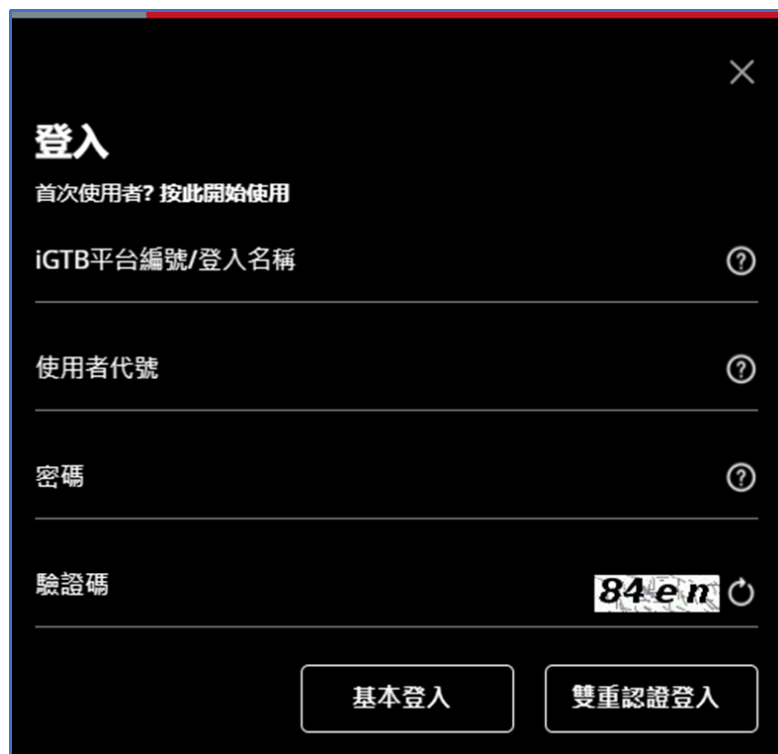 登入
首次使用者? 按此開始使用
iGTB平台編號/登入名稱
使用者代號
密碼
驗證碼 84en
基本登入 雙重認證登入